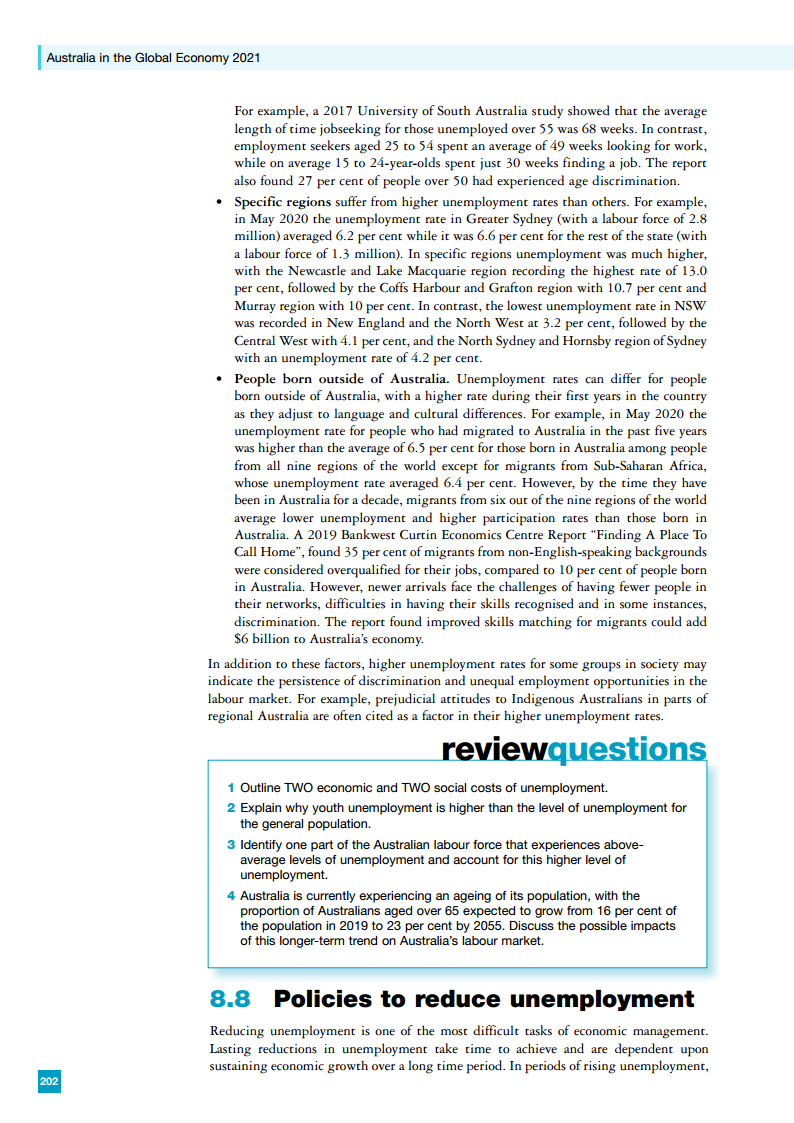 Australia in the Global Economy 2021
For example, a 2017 University of South Australia study showed that the average
length of time jobseeking for those unemployed over 55 was 68 weeks. In contrast,
employment seekers aged 25 to 54 spent an average of 49 weeks looking for work,
while on average 15 to 24-year-olds spent just 30 weeks finding a job. The report
also found 27 per cent of people over 50 had experienced age discrimination.
• Specific regions suffer from higher unemployment rates than others. For example,
in May 2020 the unemployment rate in Greater Sydney (with a labour force of 2.8
million) averaged 6.2 per cent while it was 6.6 per cent for the rest of the state (with
a labour force of 1.3 million). In specific regions unemployment was much higher,
with the Newcastle and Lake Macquarie region recording the highest rate of 13.0
per cent, followed by the Coffs Harbour and Grafton region with 10.7 per cent and
Murray region with 10 per cent. In contrast, the lowest unemployment rate in NSW
was recorded in New England and the North West at 3.2 per cent, followed by the
Central West with 4.1 per cent, and the North Sydney and Hornsby region of Sydney
with an unemployment rate of 4.2 per cent.
• People born outside of Australia. Unemployment rates can differ for people
born outside of Australia, with a higher rate during their first years in the country
as they adjust to language and cultural differences. For example, in May 2020 the
unemployment rate for people who had migrated to Australia in the past five years
was higher than the average of 6.5 per cent for those born in Australia among people
from all nine regions of the world except for migrants from Sub-Saharan Africa,
whose unemployment rate averaged 6.4 per cent. However, by the time they have
been in Australia for a decade, migrants from six out of the nine regions of the world
average lower unemployment and higher participation rates than those born in
Australia. A 2019 Bankwest Curtin Economics Centre Report “Finding A Place To
Call Home”, found 35 per cent of migrants from non-English-speaking backgrounds
were considered overqualified for their jobs, compared to 10 per cent of people born
in Australia. However, newer arrivals face the challenges of having fewer people in
their networks, difficulties in having their skills recognised and in some instances,
discrimination. The report found improved skills matching for migrants could add
$6 billion to Australia’s economy.
In addition to these factors, higher unemployment rates for some groups in society may
indicate the persistence of discrimination and unequal employment opportunities in the
labour market. For example, prejudicial attitudes to Indigenous Australians in parts of
regional Australia are often cited as a factor in their higher unemployment rates.
reviewquestions
1 Outline TWO economic and TWO social costs of unemployment.
2 Explain why youth unemployment is higher than the level of unemployment for
the general population.
3 Identify one part of the Australian labour force that experiences above-
average levels of unemployment and account for this higher level of
unemployment.
4 Australia is currently experiencing an ageing of its population, with the
proportion of Australians aged over 65 expected to grow from 16 per cent of
the population in 2019 to 23 per cent by 2055. Discuss the possible impacts
of this longer-term trend on Australia’s labour market.
8.8 Policies to reduce unemployment
Reducing unemployment is one of the most difficult tasks of economic management.
Lasting reductions in unemployment take time to achieve and are dependent upon
sustaining economic growth over a long time period. In periods of rising unemployment,
202